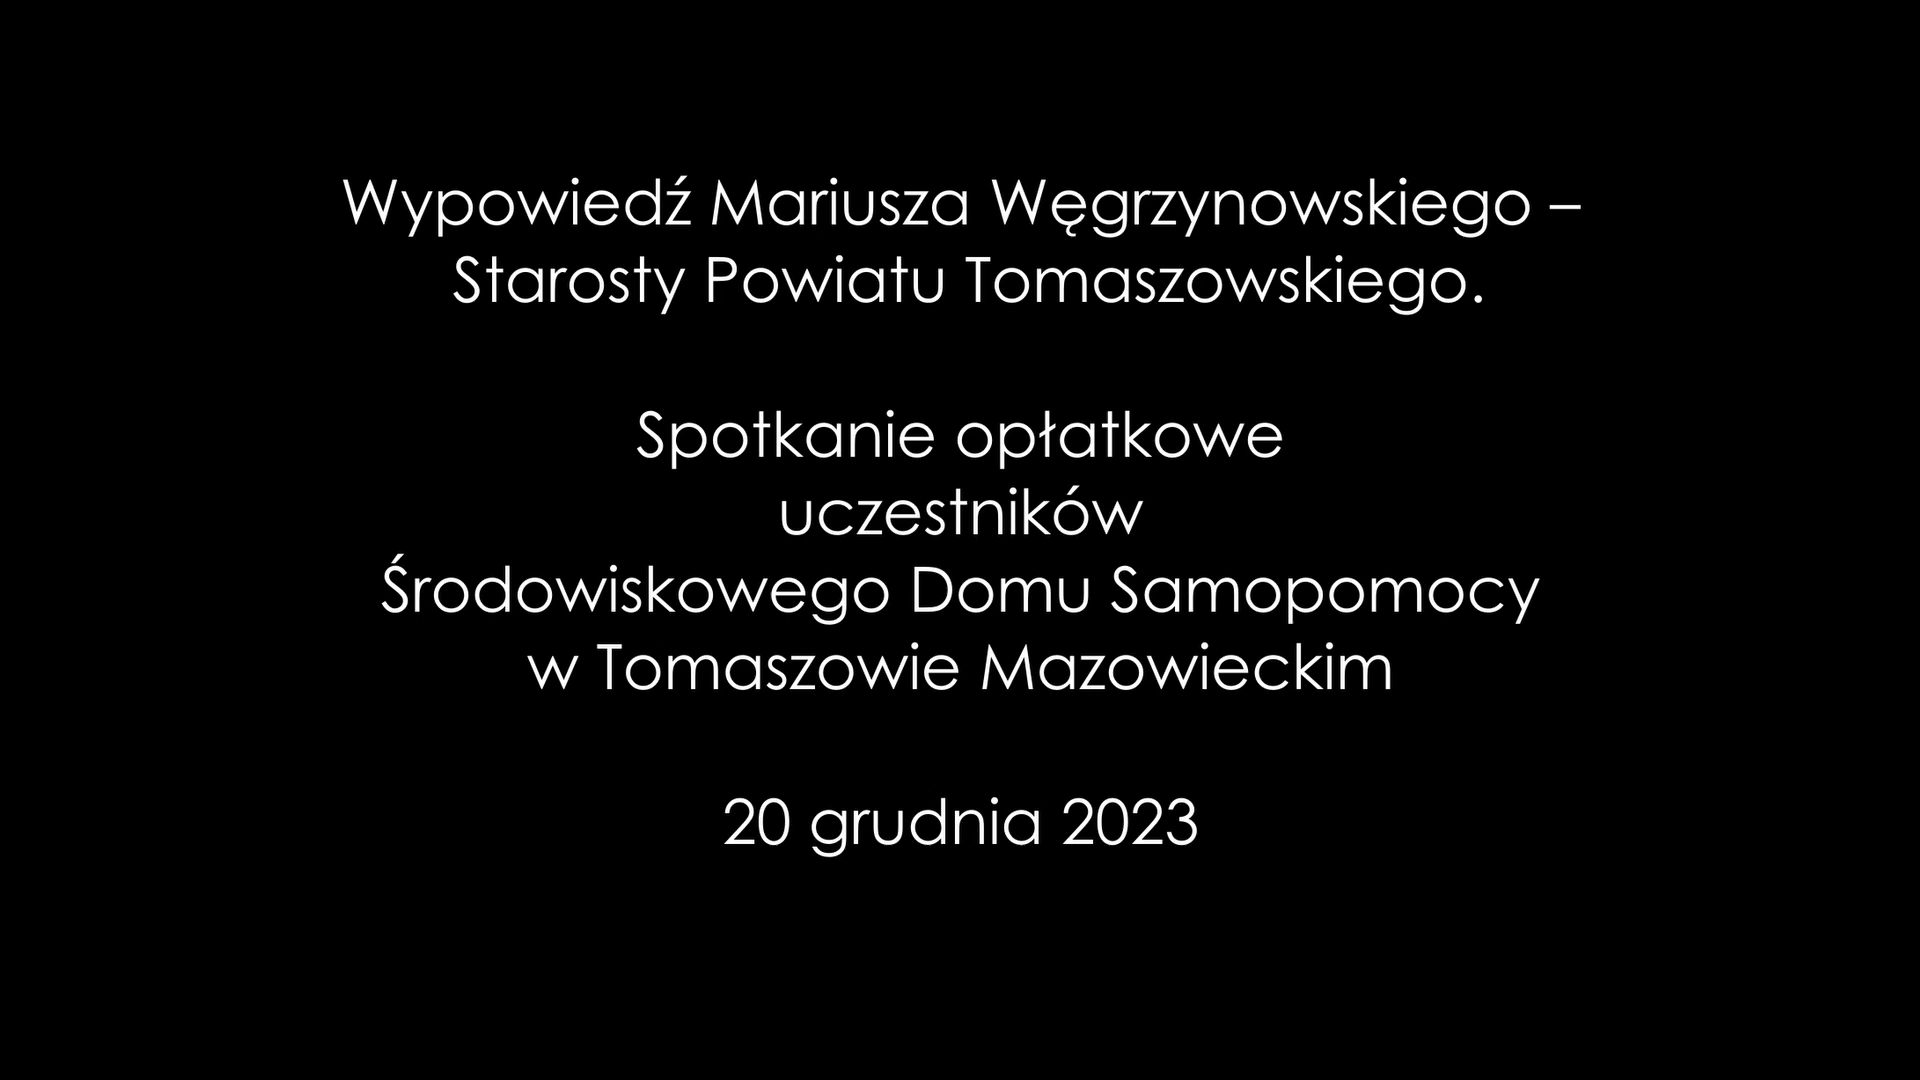 Wypowiedź Mariusza Węgrzynowskiego –
Starosty Powiatu Tomaszowskiego.
Spotkanie opłatkowe
uczestników
Środowiskowego Domu Samopomocy
w Tomaszowie Mazowieckim
20 grudnia 2023